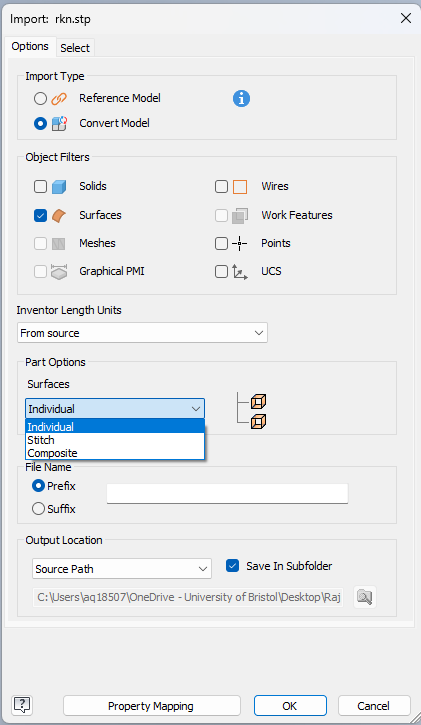 Import: rkn.stp
Options
Select
Import Type
Reference Model
Convert Model
Object Filters
Solids
Wires
Surfaces
Work Features
Meshes
Points
Graphical PMI
UCS
Inventor Length Units
From source
Part Options
Surfaces
Individual
Individual
Stitch
Composite
File Name
Prefix
Suffix
Output Location
Source Path
Save In Subfolder
C:\Users\aq18507\OneDrive - University of Bristol\Desktop\Raj
Property Mapping
OK
Cancel